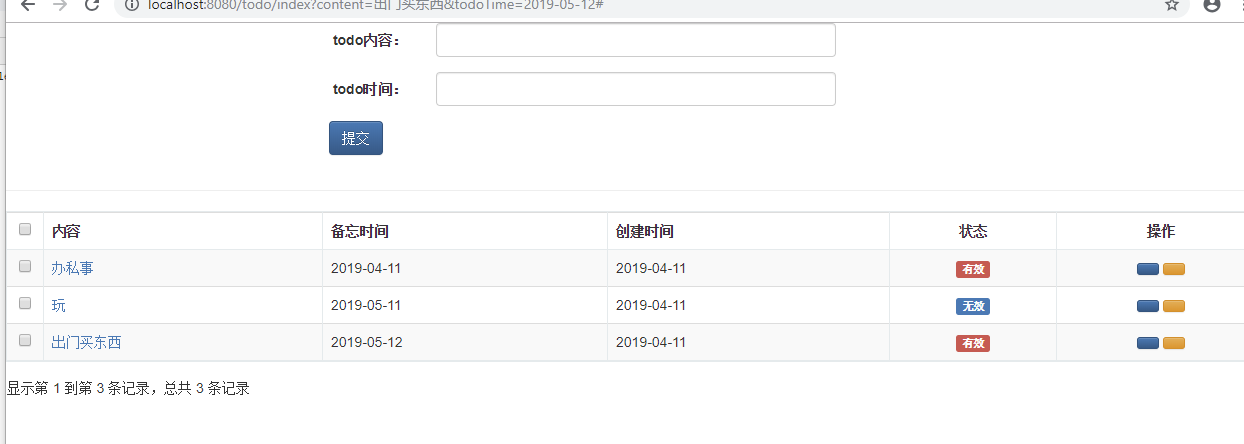 localhost:8080/todo/index?content=出门买东西&todoTime=2019-05-12#
todo内容：
todo时间：
提交
内容 备忘时间 创建时间 状态 操作
办私事 2019-04-11 2019-04-11 有效
玩 2019-05-11 2019-04-11 无效
出门买东西 2019-05-12 2019-04-11 有效
显示第 1 到第 3 条记录，总共 3 条记录